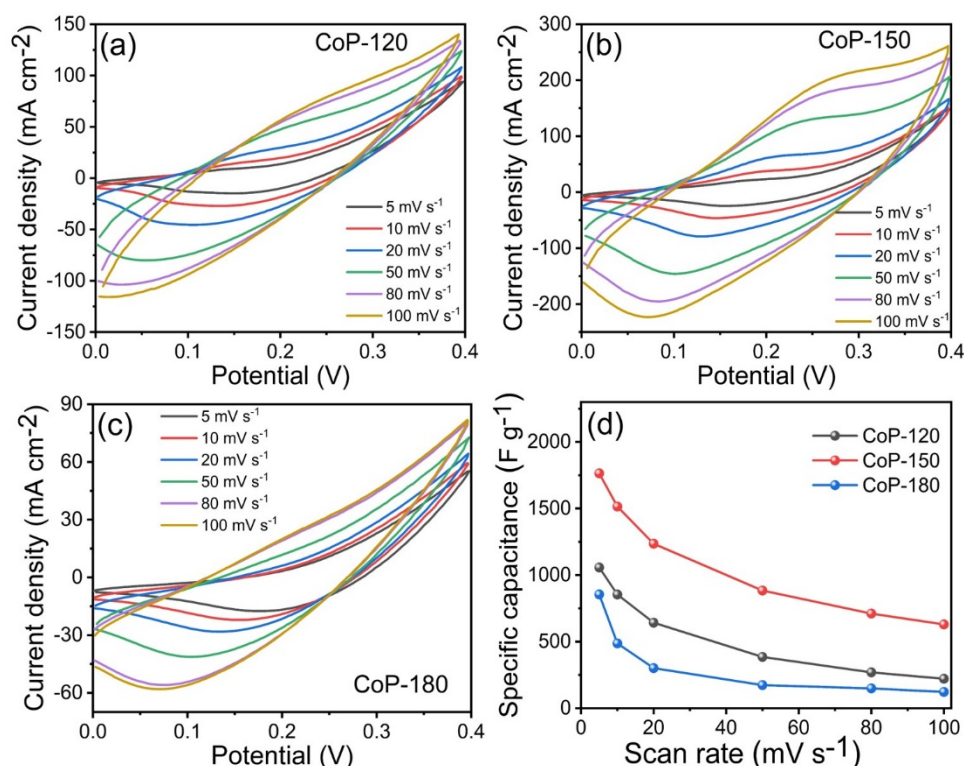 (a)
CoP-120
Current density (mA cm-2)
150
100
50
0
-50
-100
-150
5 mV s-1
10 mV s-1
20 mV s-1
50 mV s-1
80 mV s-1
100 mV s-1
0.0 0.1 0.2 0.3 0.4
Potential (V)
(b)
CoP-150
Current density (mA cm-2)
300
200
100
0
-100
-200
5 mV s-1
10 mV s-1
20 mV s-1
50 mV s-1
80 mV s-1
100 mV s-1
0.0 0.1 0.2 0.3 0.4
Potential (V)
(c)
Current density (mA cm-2)
90
60
30
0
-30
-60
5 mV s-1
10 mV s-1
20 mV s-1
50 mV s-1
80 mV s-1
100 mV s-1
CoP-180
0.0 0.1 0.2 0.3 0.4
Potential (V)
(d)
Specific capacitance (F g-1)
2000
1500
1000
500
0
CoP-120
CoP-150
CoP-180
0 20 40 60 80 100
Scan rate (mV s-1)